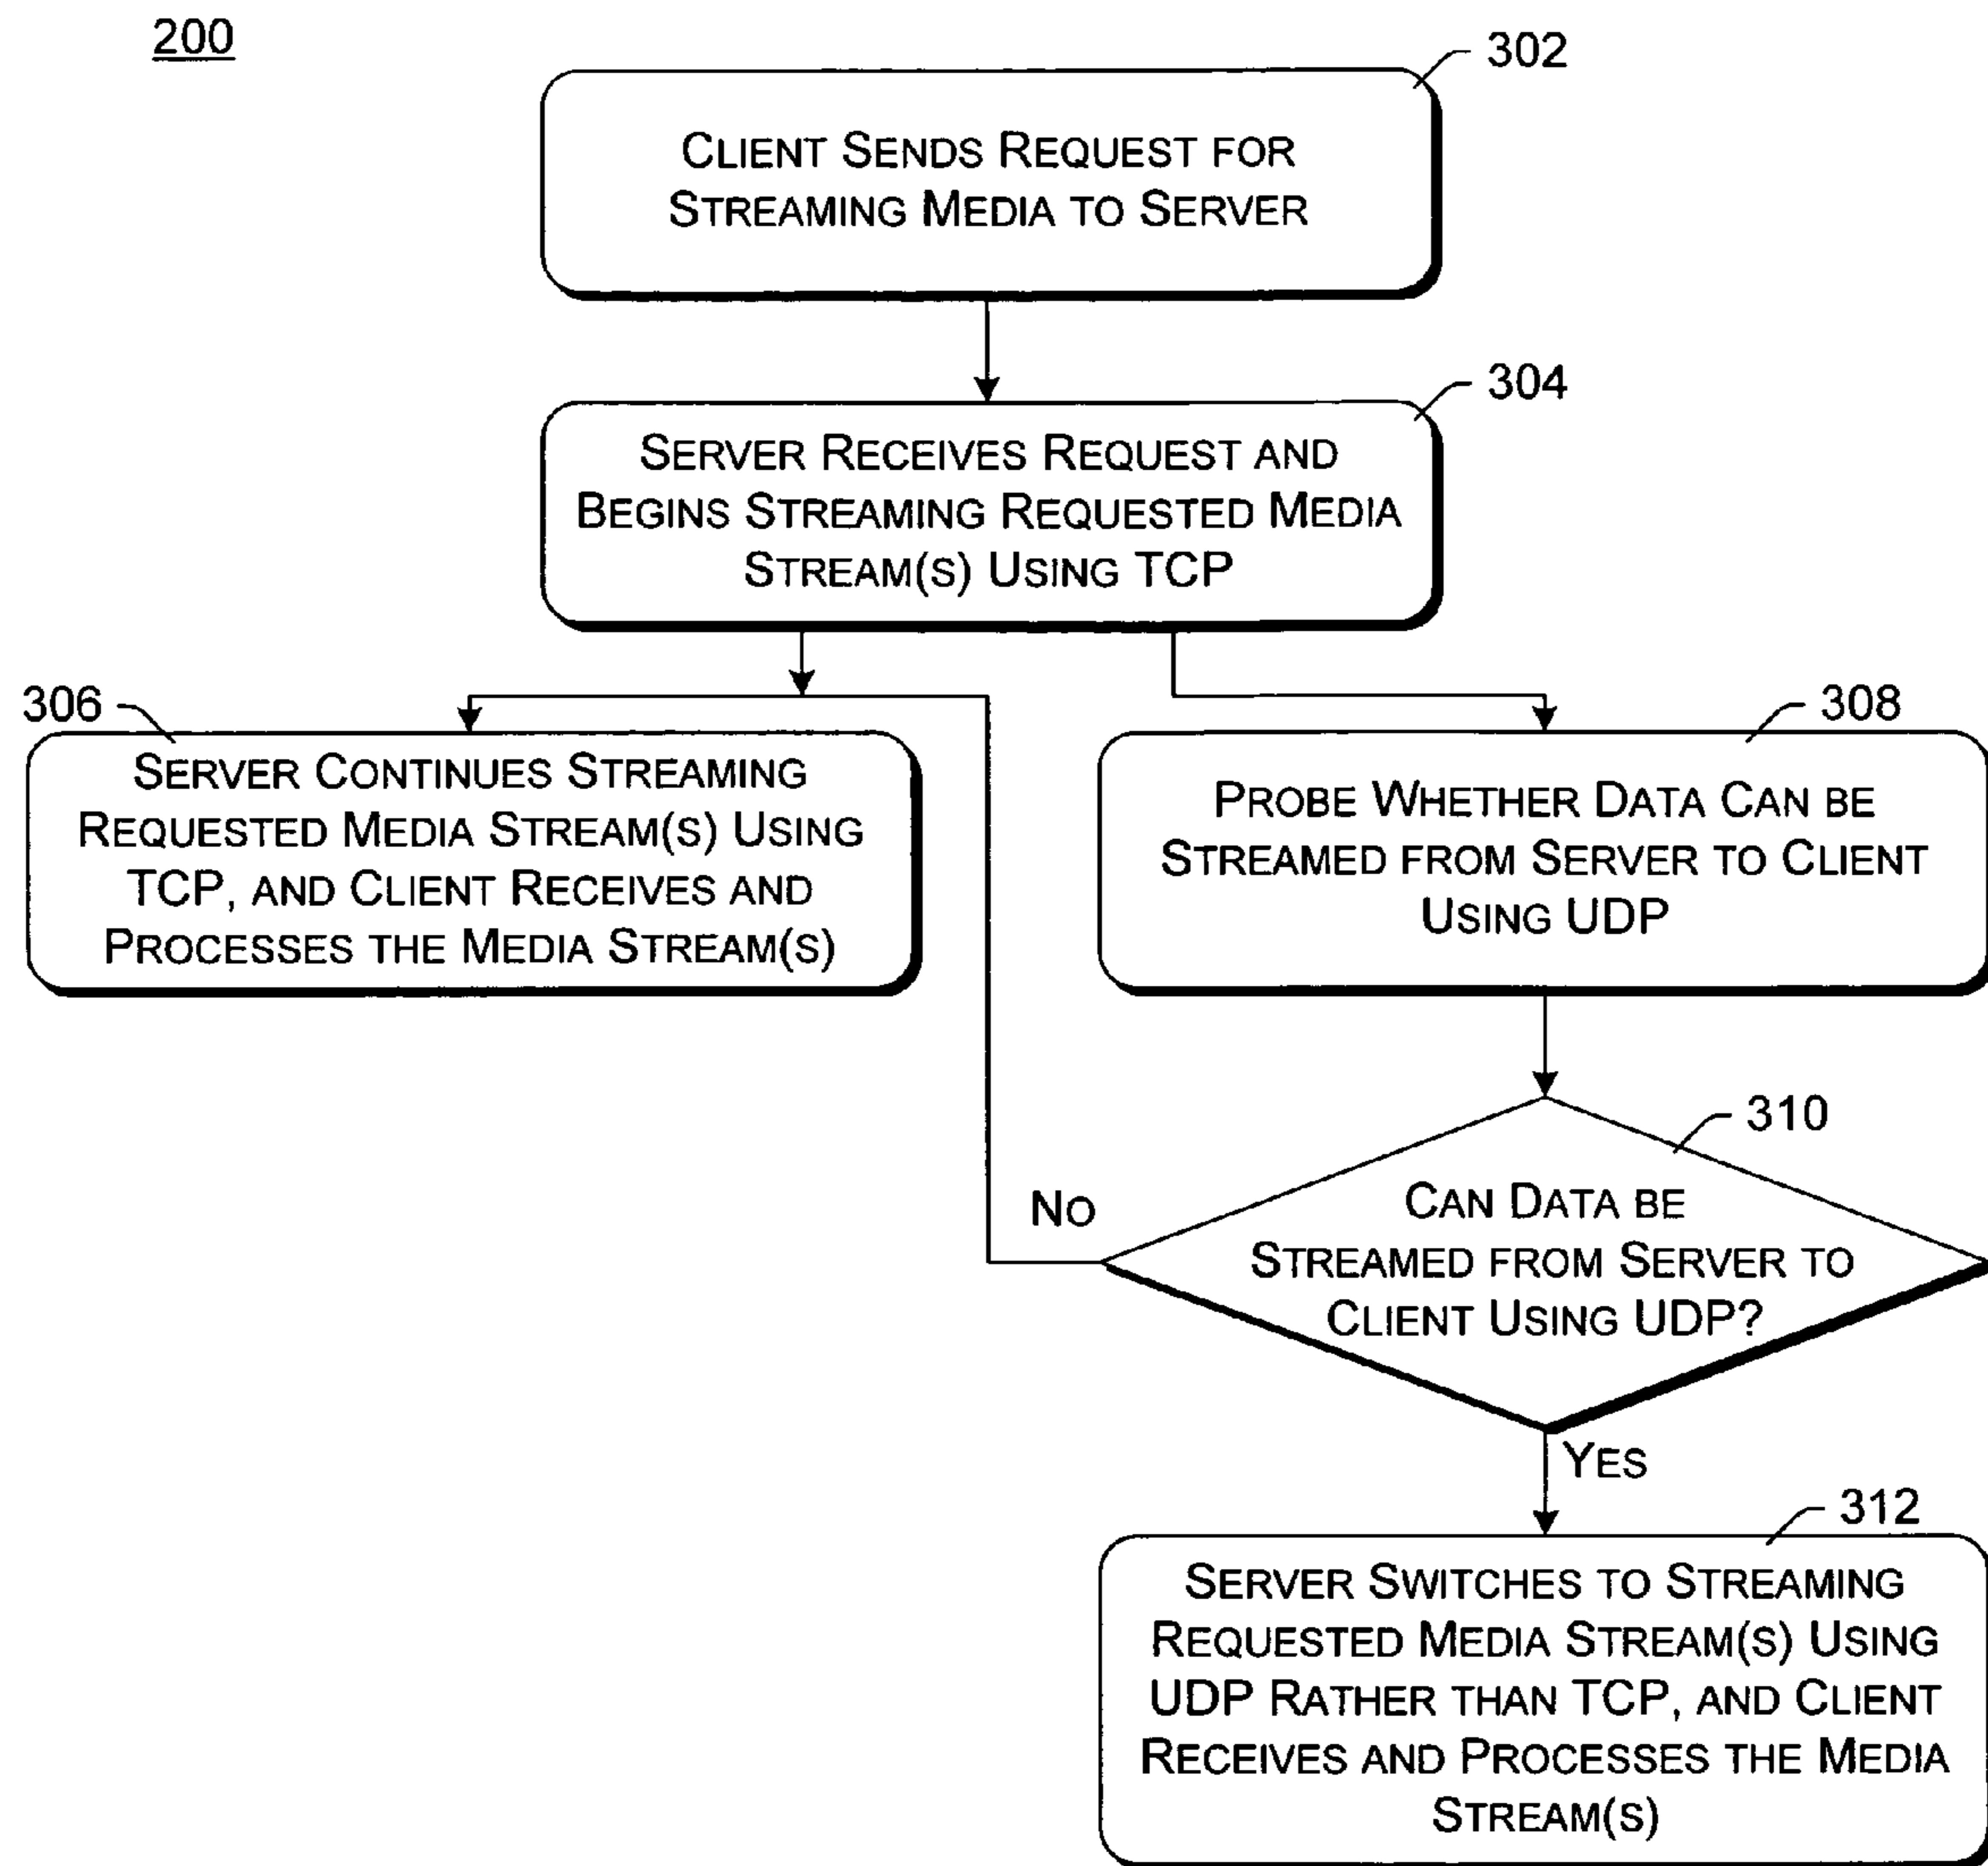 200
302
CLIENT SENDS REQUEST FOR
STREAMING MEDIA TO SERVER
304
SERVER RECEIVES REQUEST AND
BEGINS STREAMING REQUESTED MEDIA
STREAM(S) USING TCP
306
SERVER CONTINUES STREAMING
REQUESTED MEDIA STREAM(S) USING
TCP, AND CLIENT RECEIVES AND
PROCESSES THE MEDIA STREAM(S)
308
PROBE WHETHER DATA CAN BE
STREAMED FROM SERVER TO CLIENT
USING UDP
310
CAN DATA BE
STREAMED FROM SERVER TO
CLIENT USING UDP?
NO
YES
312
SERVER SWITCHES TO STREAMING
REQUESTED MEDIA STREAM(S) USING
UDP RATHER THAN TCP, AND CLIENT
RECEIVES AND PROCESSES THE MEDIA
STREAM(S)